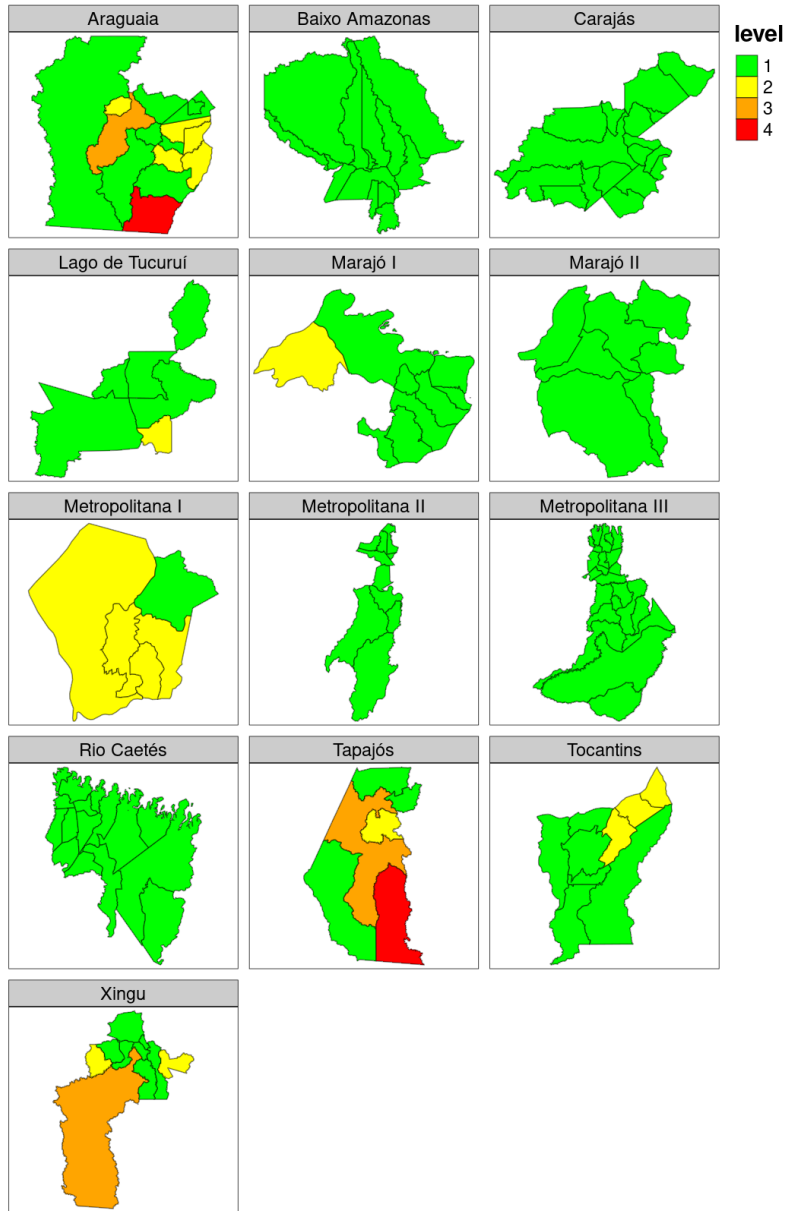 Araguaia
Baixo Amazonas
Carajás
level
1
2
3
4
Lago de Tucuruí
Marajó I
Marajó II
Metropolitana I
Metropolitana II
Metropolitana III
Rio Caetés
Tapajós
Tocantins
Xingu